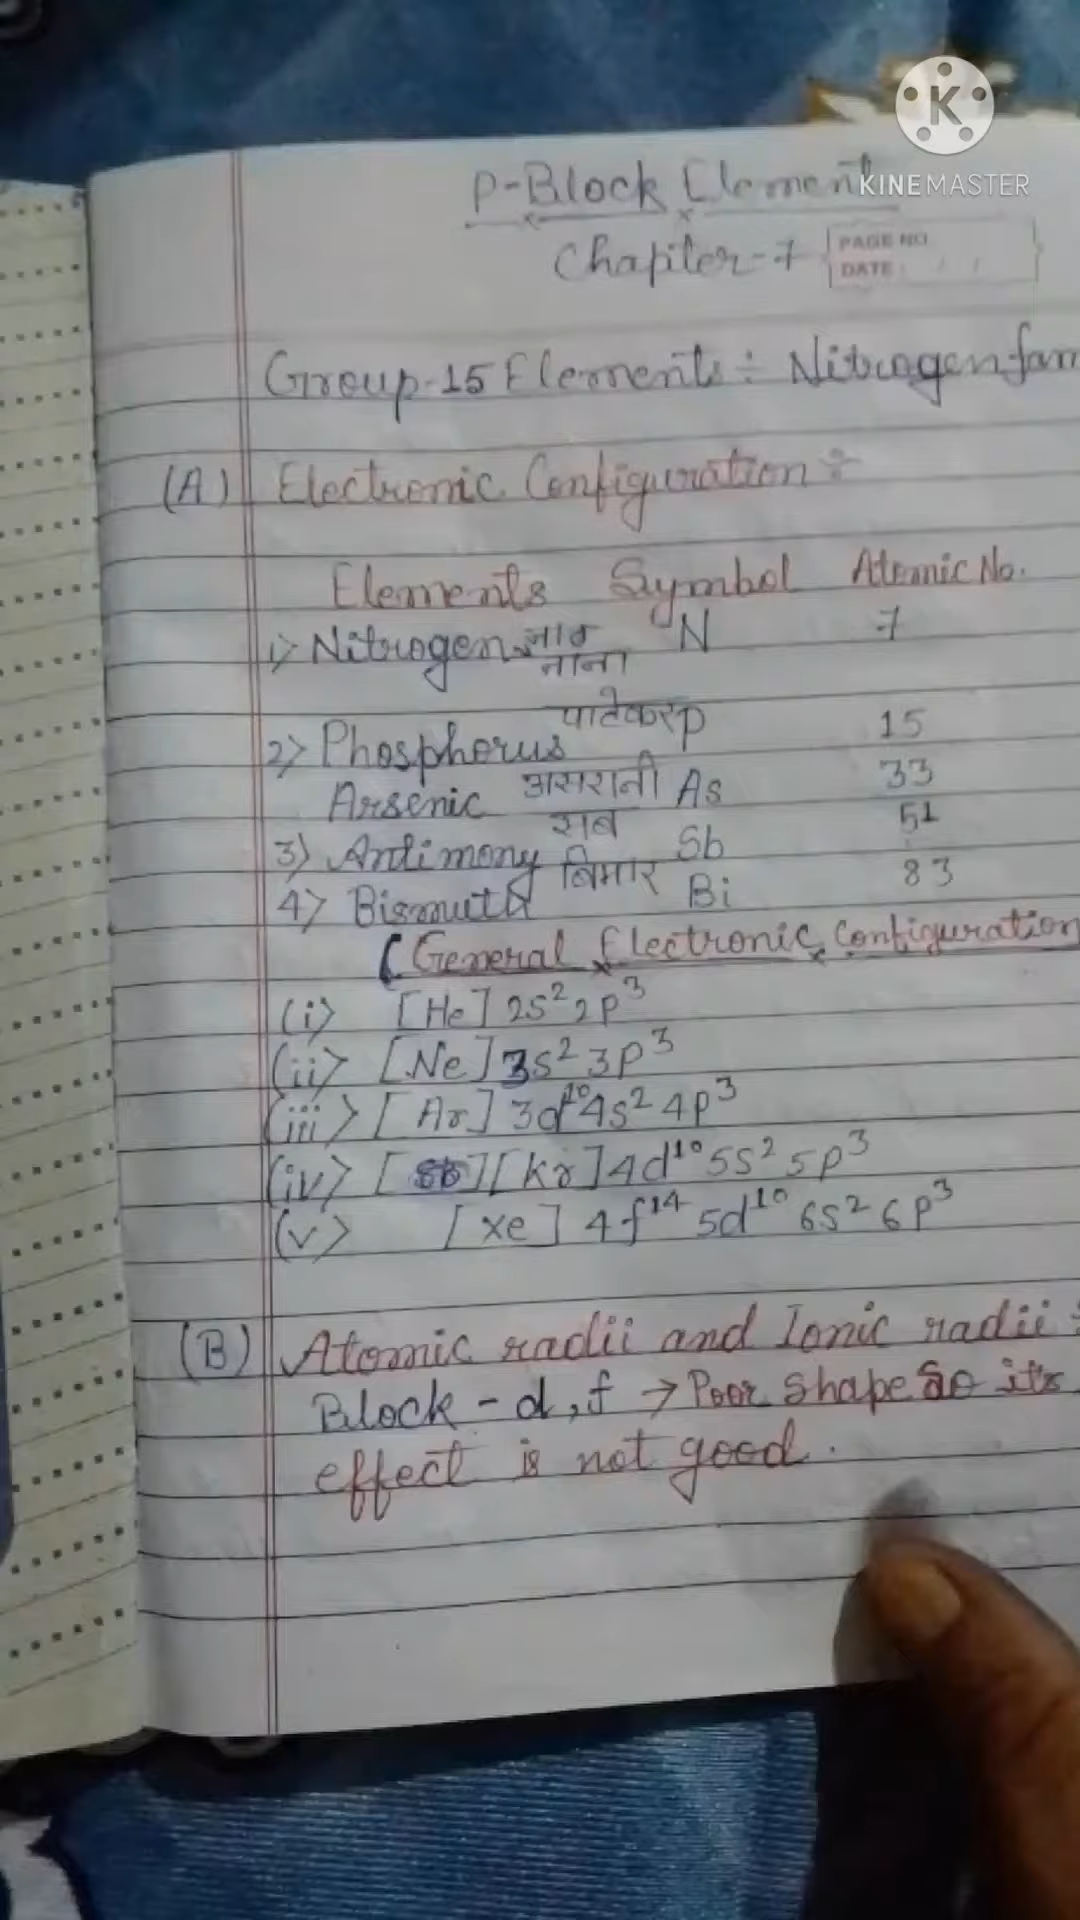 K
KINEMASTER
P-Block Element
Chapter-7
PAGE NO.
DATE: / /
Group-15 Elements ÷ Nitrogen fam
(A) Electronic Configuration ÷
Elements Symbol Atomic No.
1) Nitrogen N 7
नाना
2) Phosphorus पाटेकर P 15
Arsenic असरानी As 33
3) Antimony सब Sb 51
4) Bismuth बिमार Bi 83
(General Electronic Configuration
(i) [He] 2s² 2p³
(ii) [Ne] 3s² 3p³
(iii) [Ar] 3d¹⁰ 4s² 4p³
(iv) [Sb] [Kr] 4d¹⁰ 5s² 5p³
(v) [xe] 4f¹⁴ 5d¹⁰ 6s² 6p³
(B) Atomic radii and Ionic radii ÷
Block - d, f → Poor shape so its
effect is not good.